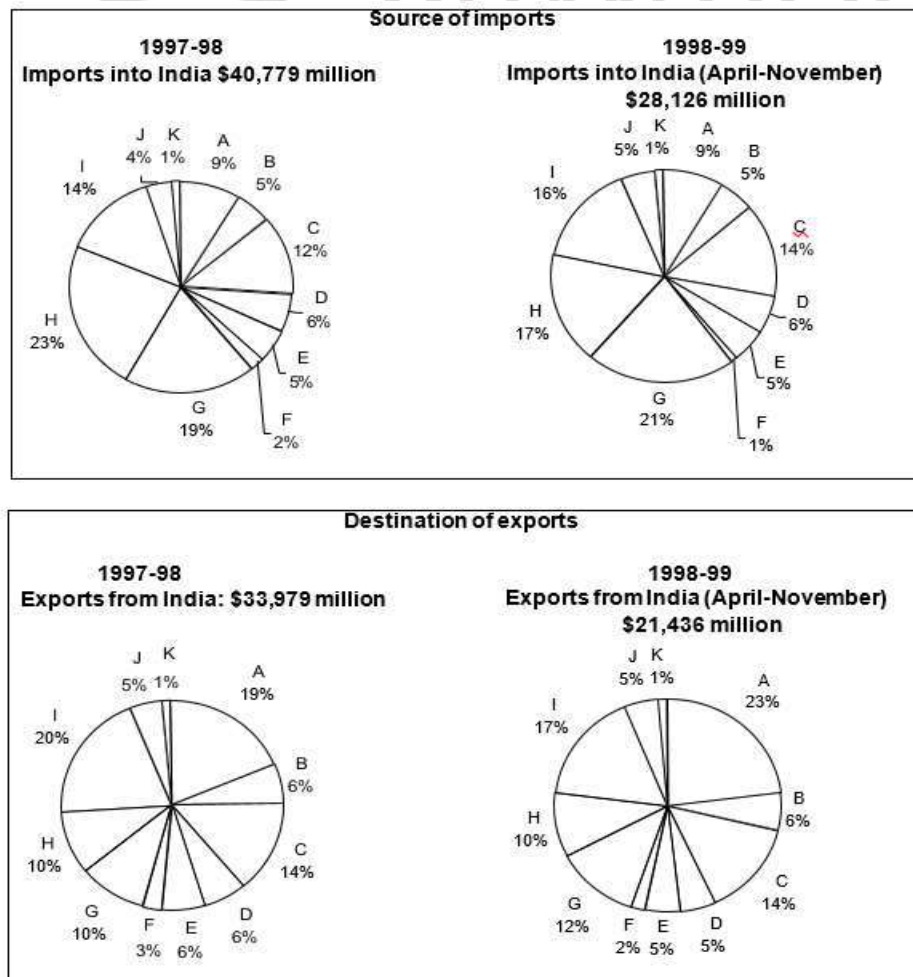 Source of imports
1997-98
Imports into India $40,779 million
J
4%
K
1%
A
9%
B
5%
C
12%
D
6%
E
5%
F
2%
G
19%
H
23%
I
14%
1998-99
Imports into India (April-November)
$28,126 million
J
5%
K
1%
A
9%
B
5%
C
14%
D
6%
E
5%
F
1%
G
21%
H
17%
I
16%
Destination of exports
1997-98
Exports from India: $33,979 million
J
5%
K
1%
A
19%
B
6%
C
14%
D
6%
E
6%
F
3%
G
10%
H
10%
I
20%
1998-99
Exports from India (April-November)
$21,436 million
J
5%
K
1%
A
23%
B
6%
C
14%
D
5%
E
5%
F
2%
G
12%
H
10%
I
17%